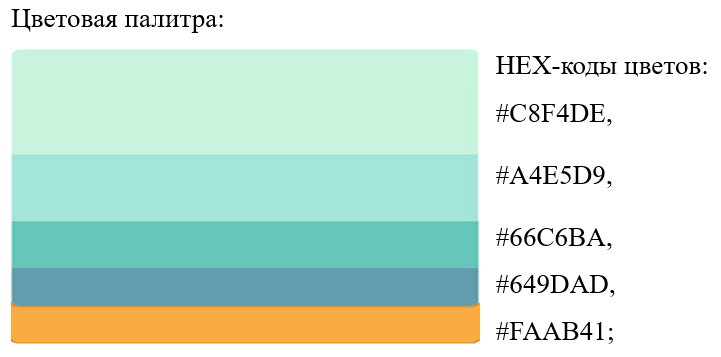 Цветовая палитра:
HEX-коды цветов:
#C8F4DE,
#A4E5D9,
#66C6BA,
#649DAD,
#FAAB41;